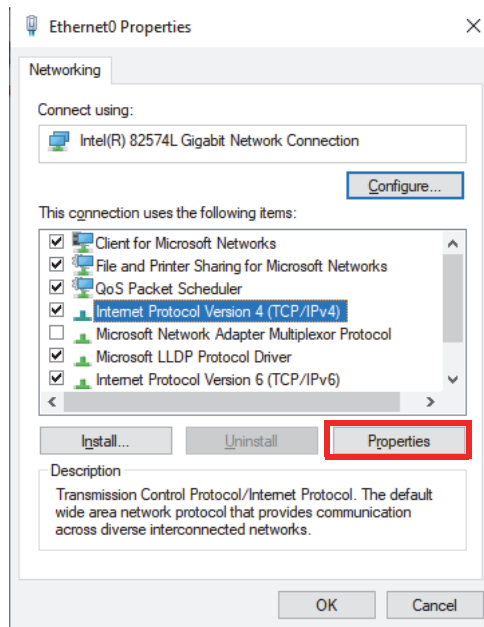 Ethernet0 Properties
Networking
Connect using:
Intel(R) 82574L Gigabit Network Connection
Configure...
This connection uses the following items:
Client for Microsoft Networks
File and Printer Sharing for Microsoft Networks
QoS Packet Scheduler
Internet Protocol Version 4 (TCP/IPv4)
Microsoft Network Adapter Multiplexor Protocol
Microsoft LLDP Protocol Driver
Internet Protocol Version 6 (TCP/IPv6)
Install...
Uninstall
Properties
Description
Transmission Control Protocol/Internet Protocol. The default
wide area network protocol that provides communication
across diverse interconnected networks.
OK
Cancel